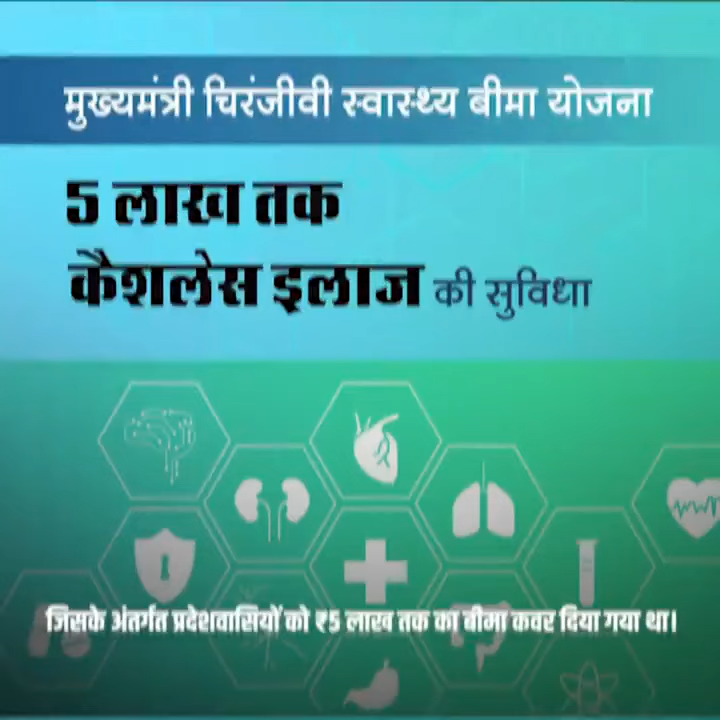 मुख्यमंत्री चिरंजीवी स्वास्थ्य बीमा योजना
5 लाख तक
कैशलेस इलाज की सुविधा
जिसके अंतर्गत प्रदेशवासियों को ₹5 लाख तक का बीमा कवर दिया गया था।